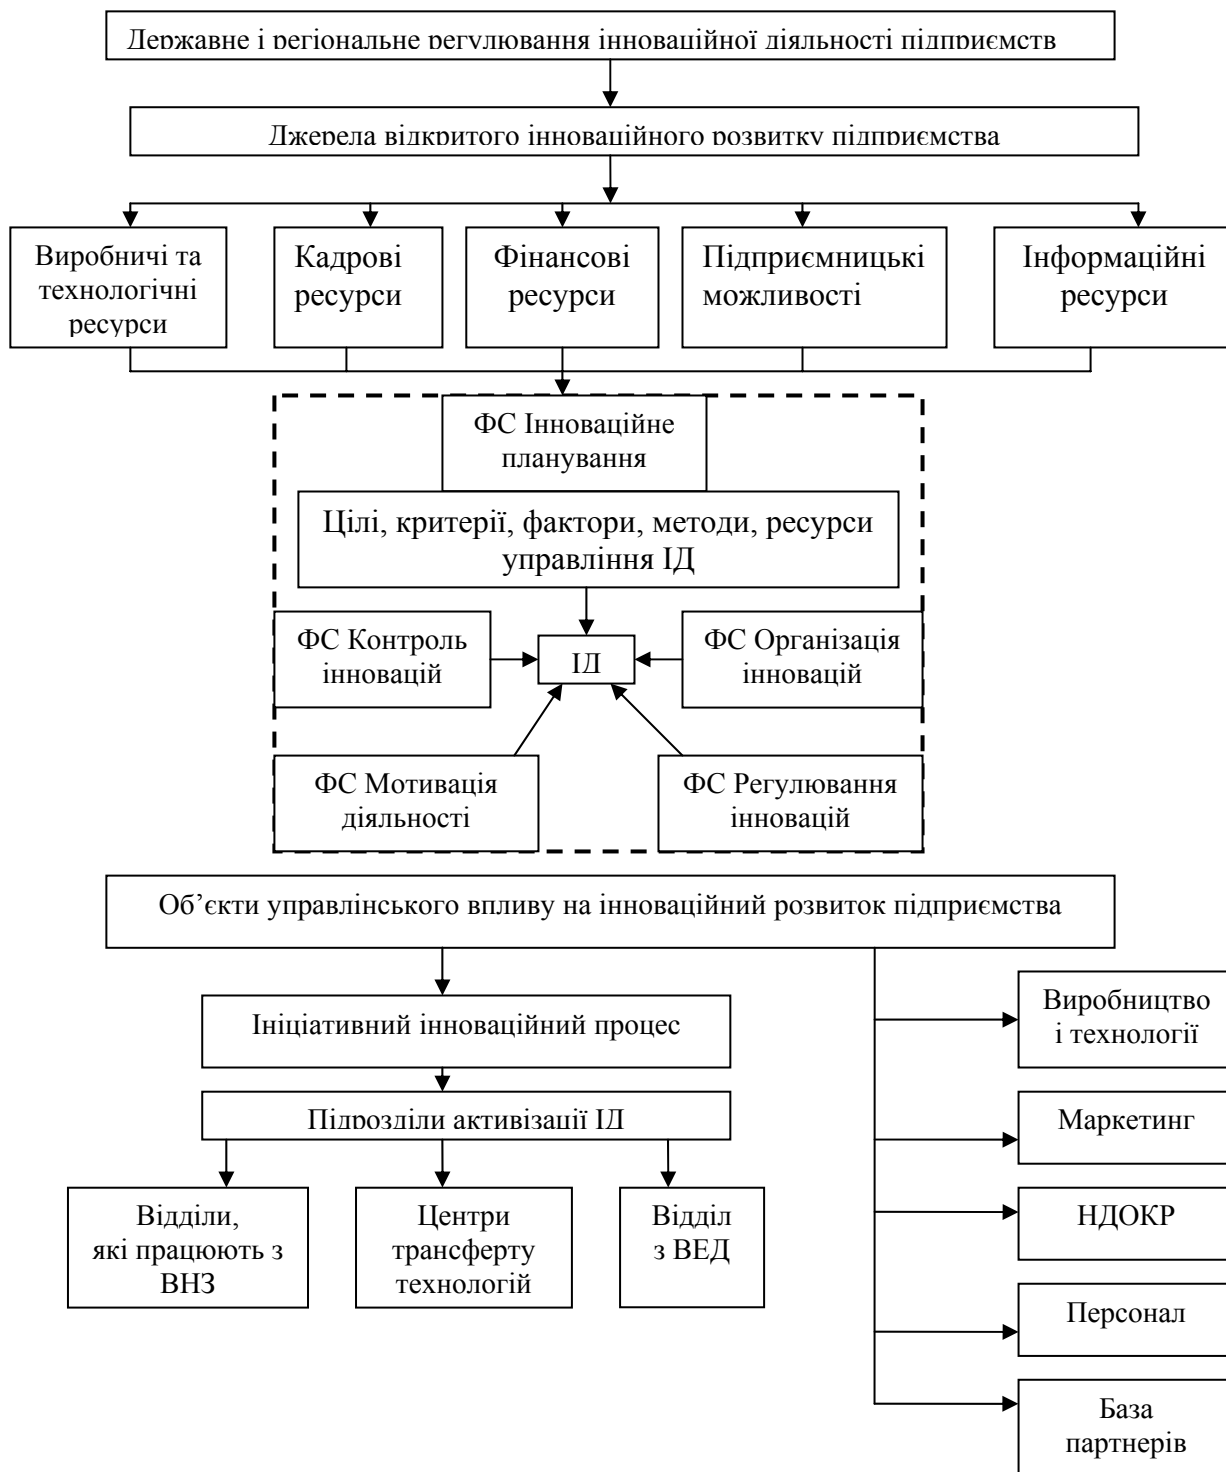 Державне і регіональне регулювання інноваційної діяльності підприємств
Джерела відкритого інноваційного розвитку підприємства
Виробничі та
технологічні
ресурси
Кадрові
ресурси
Фінансові
ресурси
Підприємницькі
можливості
Інформаційні
ресурси
ФС Інноваційне
планування
Цілі, критерії, фактори, методи, ресурси
управління ІД
ФС Контроль
інновацій
ІД
ФС Організація
інновацій
ФС Мотивація
діяльності
ФС Регулювання
інновацій
Об’єкти управлінського впливу на інноваційний розвиток підприємства
Ініціативний інноваційний процес
Підрозділи активізації ІД
Відділи,
які працюють з
ВНЗ
Центри
трансферту
технологій
Відділ
з ВЕД
Виробництво
і технології
Маркетинг
НДОКР
Персонал
База
партнерів